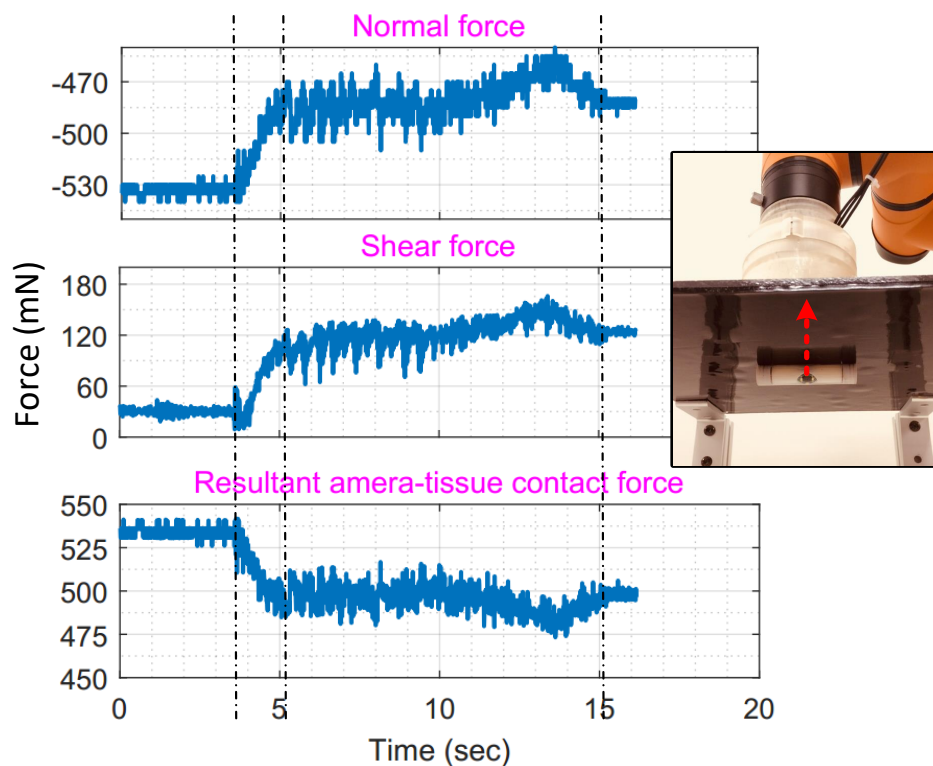 Normal force
-470
-500
-530
Shear force
180
120
60
0
Force (mN)
Resultant amera-tissue contact force
550
525
500
475
450
0 5 10 15 20
Time (sec)